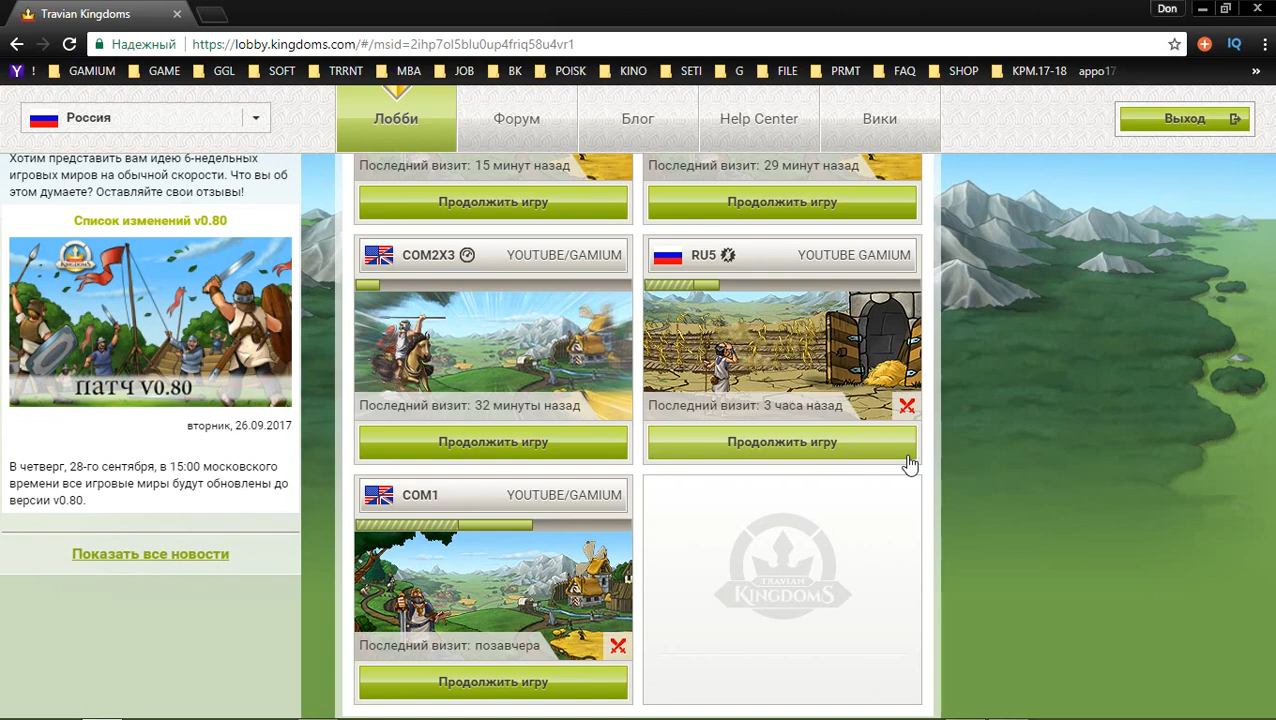 Travian Kingdoms
Don
Надежный
https://lobby.kingdoms.com/#/msid=2ihp7ol5blu0up4friq58u4vr1
IQ
Y ! GAMIUM GAME GGL SOFT TRRNT MBA JOB BK POISK KINO SETI G FILE PRMT FAQ SHOP KPM.17-18 appo17 »
Россия
Лобби
Форум
Блог
Help Center
Вики
Выход
Хотим представить вам идею 6-недельных
игровых миров на обычной скорости. Что вы об
этом думаете? Оставляйте свои отзывы!
Список изменений v0.80
KINGDOMS
ПАТЧ V0.80
вторник, 26.09.2017
В четверг, 28-го сентября, в 15:00 московского
времени все игровые миры будут обновлены до
версии v0.80.
Показать все новости
Последний визит: 15 минут назад
Продолжить игру
Последний визит: 29 минут назад
Продолжить игру
COM2X3 YOUTUBE/GAMIUM
Последний визит: 32 минуты назад
Продолжить игру
RU5 YOUTUBE GAMIUM
Последний визит: 3 часа назад
Продолжить игру
COM1 YOUTUBE/GAMIUM
Последний визит: позавчера
Продолжить игру
TRAVIAN
KINGDOMS